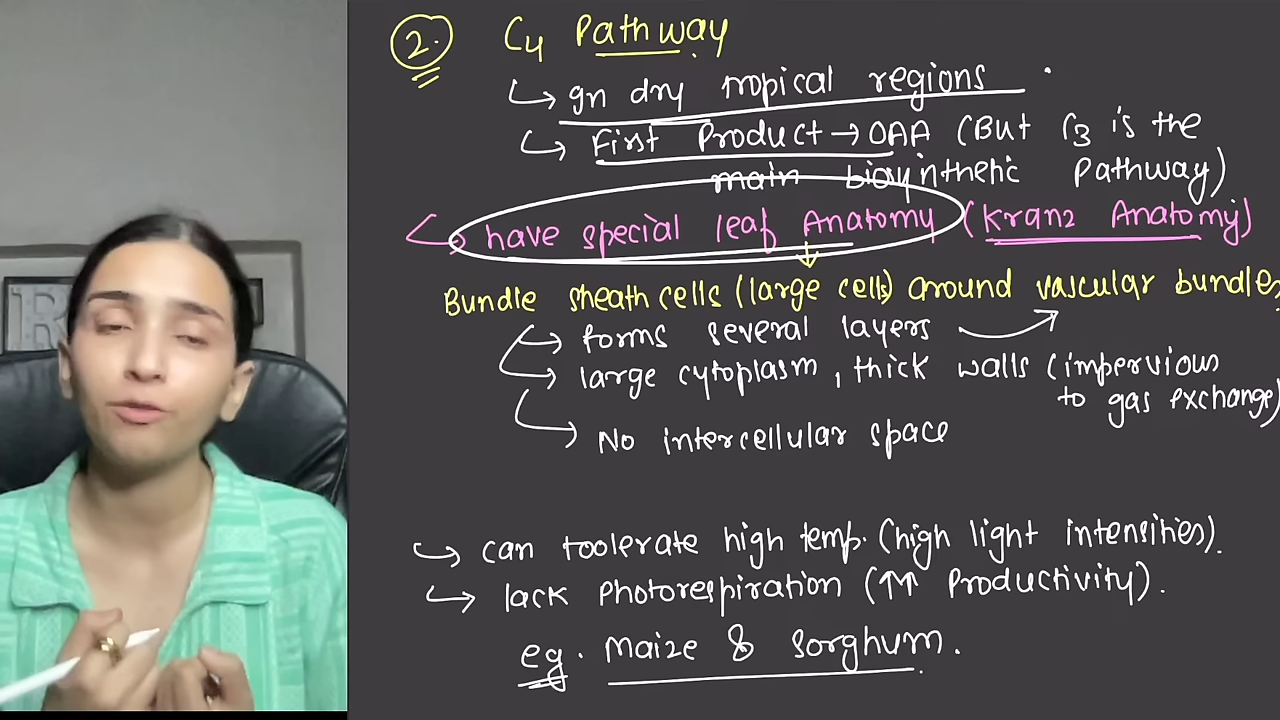 2. C4 Pathway
↳ gn dry tropical regions
↳ First Product → OAA (But C3 is the
main biosynthetic Pathway)
↳ have special leaf Anatomy (Kranz Anatomy)
Bundle sheath cells (large cells) around vascular bundles
↳ forms several layers
↳ large cytoplasm, thick walls (impervious
to gas exchange)
↳ No intercellular space
↳ can toolerate high temp. (high light intensities).
↳ lack Photorespiration (↑↑ Productivity).
eg. Maize & Sorghum.